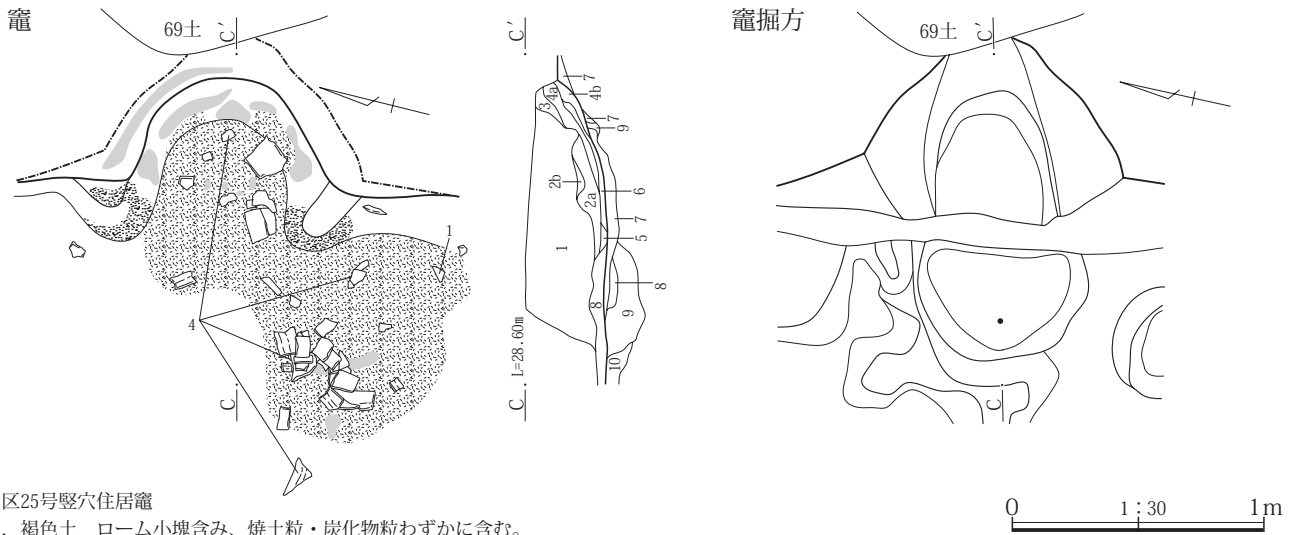 竈
69土
C'
1
4
C
C'
7
4a
4b
3
7
9
2b
6
2a
7
5
1
8
8
9
10
L=28.60m
C
竈掘方
69土
C'
C
区25号竪穴住居竈
．褐色土　ローム小塊含み、焼土粒・炭化物粒わずかに含む。
0 1：30 1m